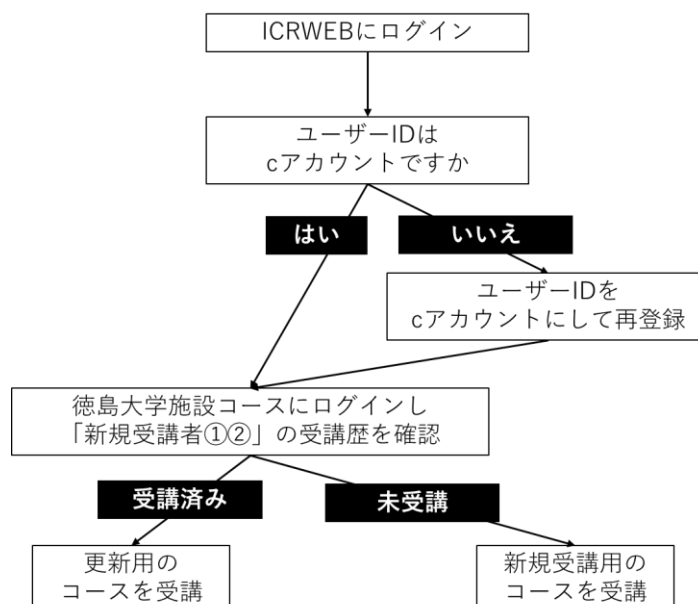 ICRWEBにログイン
ユーザーIDは
cアカウントですか
はい
いいえ
ユーザーIDを
cアカウントにして再登録
徳島大学施設コースにログインし
「新規受講者①②」の受講歴を確認
受講済み
未受講
更新用の
コースを受講
新規受講用の
コースを受講